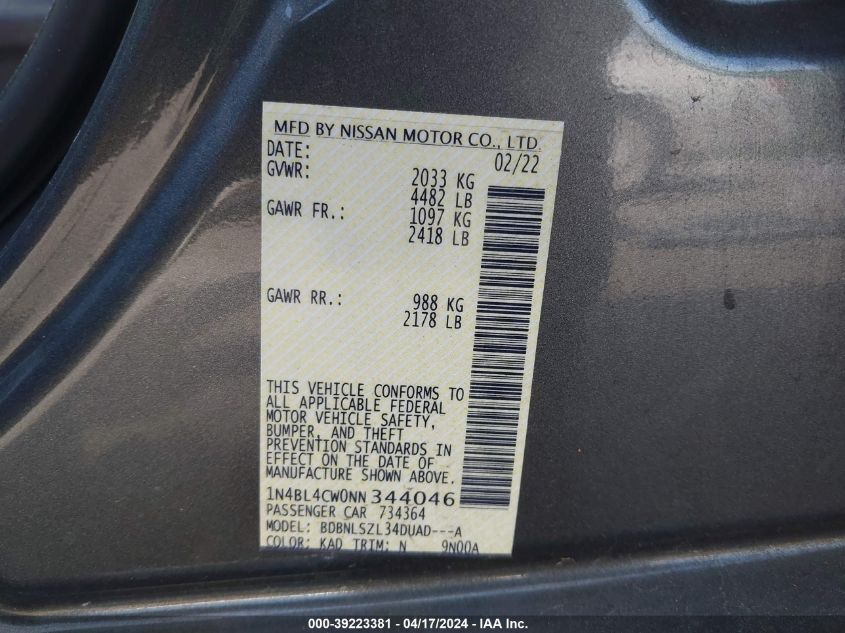 MFD BY NISSAN MOTOR CO., LTD.
DATE: 02/22
GVWR: 2033 KG
4482 LB
GAWR FR.: 1097 KG
2418 LB
GAWR RR.: 988 KG
2178 LB
THIS VEHICLE CONFORMS TO
ALL APPLICABLE FEDERAL
MOTOR VEHICLE SAFETY,
BUMPER, AND THEFT
PREVENTION STANDARDS IN
EFFECT ON THE DATE OF
MANUFACTURE SHOWN ABOVE.
1N4BL4CW0NN344046
PASSENGER CAR 734364
MODEL: BDBNLSZL34DUAD---A
COLOR: KAD TRIM: N 9N00A
000-39223381 - 04/17/2024 - IAA Inc.